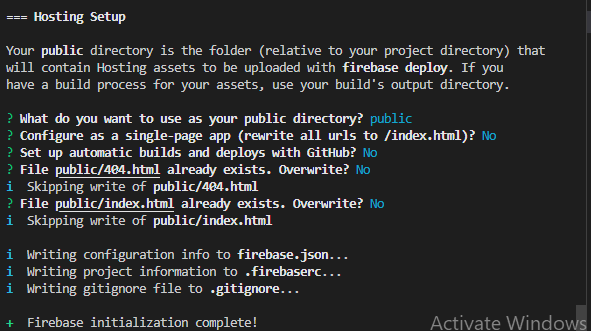 === Hosting Setup
Your public directory is the folder (relative to your project directory) that
will contain Hosting assets to be uploaded with firebase deploy. If you
have a build process for your assets, use your build's output directory.
? What do you want to use as your public directory? public
? Configure as a single-page app (rewrite all urls to /index.html)? No
? Set up automatic builds and deploys with GitHub? No
? File public/404.html already exists. Overwrite? No
i  Skipping write of public/404.html
? File public/index.html already exists. Overwrite? No
i  Skipping write of public/index.html
i  Writing configuration info to firebase.json...
i  Writing project information to .firebaserc...
i  Writing gitignore file to .gitignore...
+  Firebase initialization complete!
Activate Windows